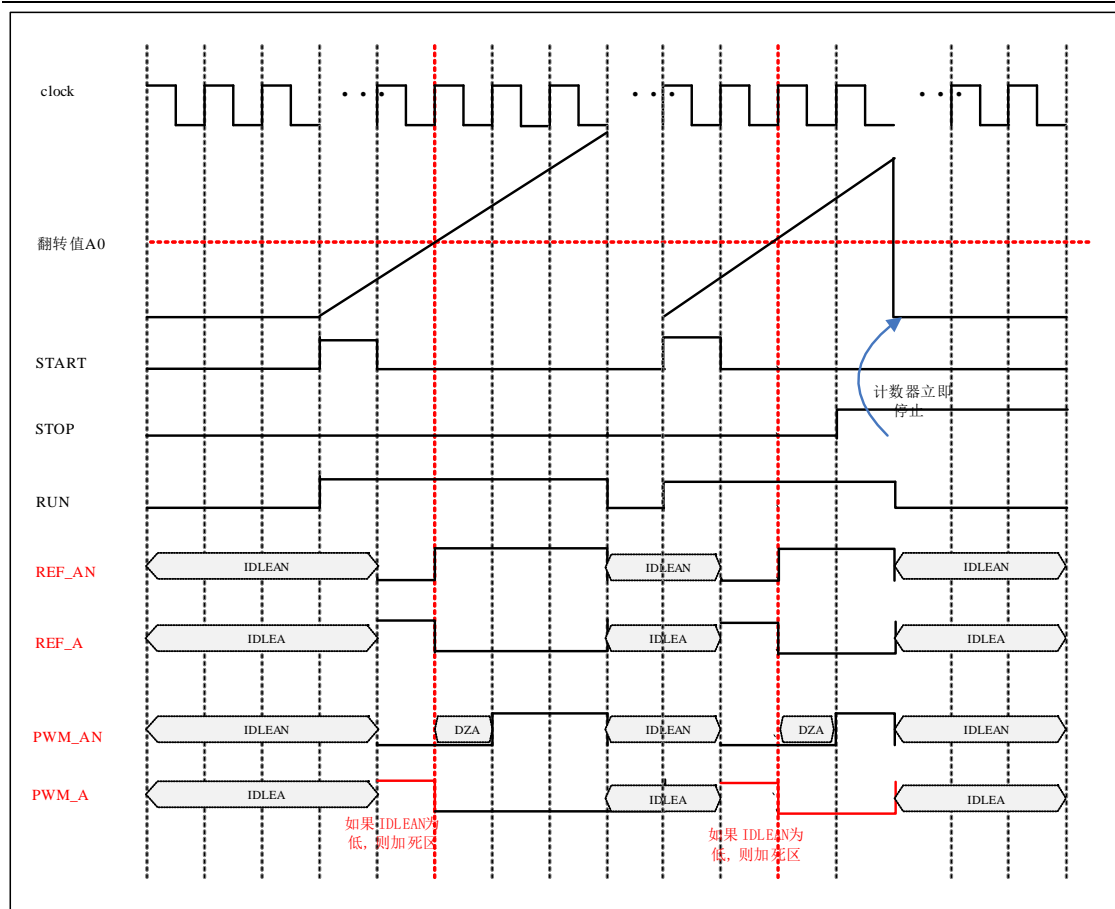 clock
翻转值A0
START
计数器立即
停止
STOP
RUN
REF_AN
IDLEAN
IDLEAN
IDLEAN
REF_A
IDLEA
IDLEA
IDLEA
PWM_AN
IDLEAN
DZA
IDLEAN
DZA
IDLEAN
PWM_A
IDLEA
IDLEA
IDLEA
如果 IDLEAN为
低, 则加死区
如果 IDLEAN为
低, 则加死区